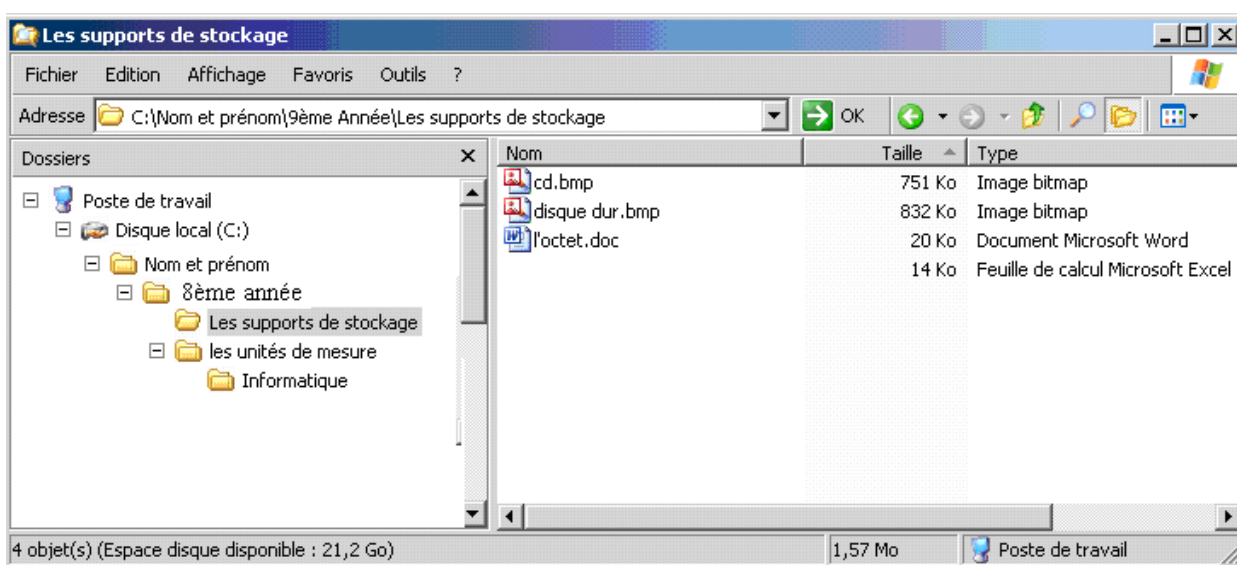 Les supports de stockage
Fichier Edition Affichage Favoris Outils ?
Adresse C:\Nom et prénom\9ème Année\Les supports de stockage OK
Dossiers
Poste de travail
Disque local (C:)
Nom et prénom
8ème année
Les supports de stockage
les unités de mesure
Informatique
Nom Taille Type
cd.bmp 751 Ko Image bitmap
disque dur.bmp 832 Ko Image bitmap
l'octet.doc 20 Ko Document Microsoft Word
14 Ko Feuille de calcul Microsoft Excel
4 objet(s) (Espace disque disponible : 21,2 Go) 1,57 Mo Poste de travail